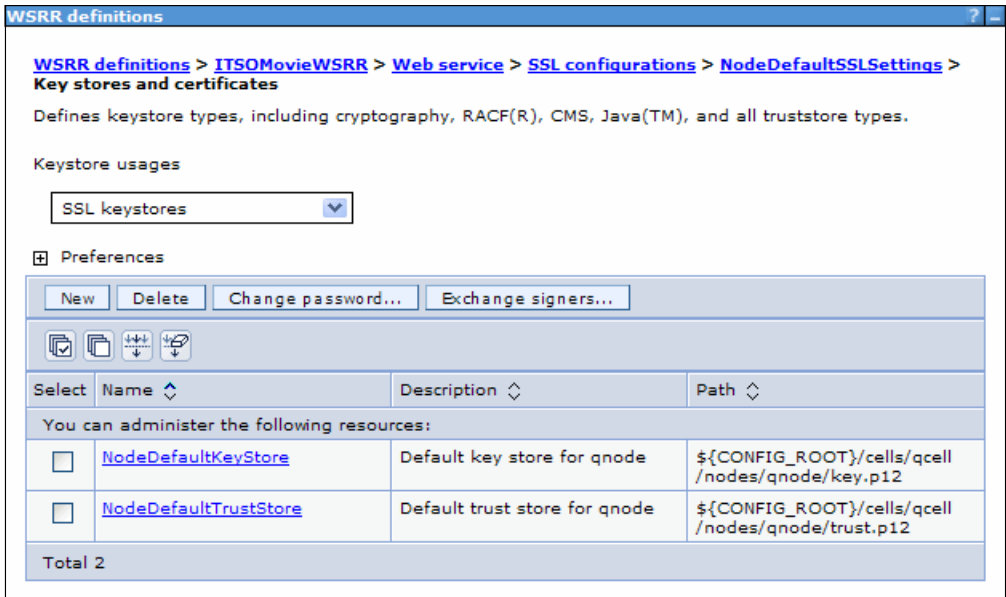 WSRR definitions ? _
WSRR definitions > ITSOMovieWSRR > Web service > SSL configurations > NodeDefaultSSLSettings >
Key stores and certificates
Defines keystore types, including cryptography, RACF(R), CMS, Java(TM), and all truststore types.
Keystore usages
SSL keystores
Preferences
New Delete Change password... Exchange signers...
Select Name Description Path
You can administer the following resources:
NodeDefaultKeyStore Default key store for qnode ${CONFIG_ROOT}/cells/qcell
/nodes/qnode/key.p12
NodeDefaultTrustStore Default trust store for qnode ${CONFIG_ROOT}/cells/qcell
/nodes/qnode/trust.p12
Total 2